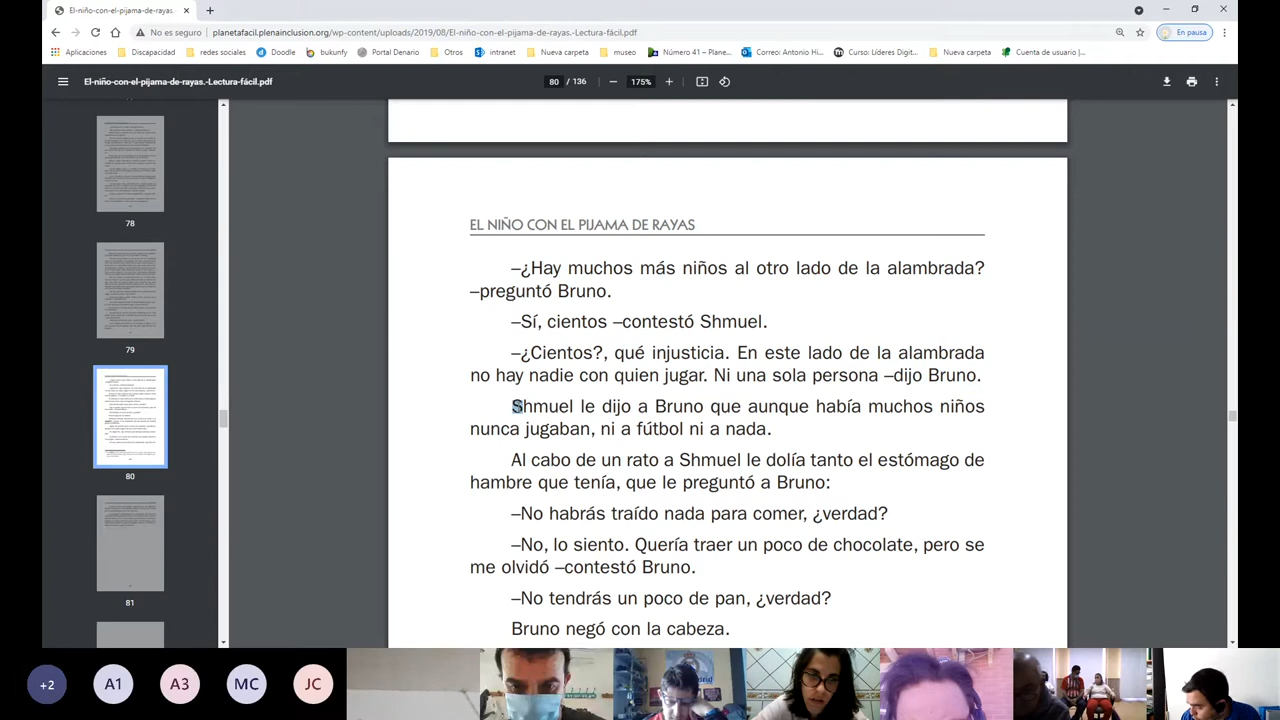 El-niño-con-el-pijama-de-rayas.-
No es seguro | planetafacil.plenainclusion.org/wp-content/uploads/2019/08/El-niño-con-el-pijama-de-rayas.-Lectura-fácil.pdf
En pausa
Aplicaciones Discapacidad redes sociales Doodle bukunfy Portal Denario Otros intranet Nueva carpeta museo Número 41 – Plane... Correo: Antonio Hi... Curso: Líderes Digit... Nueva carpeta Cuenta de usuario |...
El-niño-con-el-pijama-de-rayas.-Lectura-fácil.pdf
80 / 136
175%
78
79
80
81
EL NIÑO CON EL PIJAMA DE RAYAS
–¿Hay muchos más niños al otro lado de la alambrada?
–preguntó Bruno.
–Sí, cientos –contestó Shmuel.
–¿Cientos?, qué injusticia. En este lado de la alambrada
no hay nadie con quien jugar. Ni una sola persona –dijo Bruno.
Shmuel le dijo a Bruno que aunque hubiera muchos niños
nunca jugaban, ni a fútbol ni a nada.
Al cabo de un rato a Shmuel le dolía tanto el estómago de
hambre que tenía, que le preguntó a Bruno:
–No habrás traído nada para comer, ¿verdad?
–No, lo siento. Quería traer un poco de chocolate, pero se
me olvidó –contestó Bruno.
–No tendrás un poco de pan, ¿verdad?
Bruno negó con la cabeza.
+2
A1
A3
MC
JC